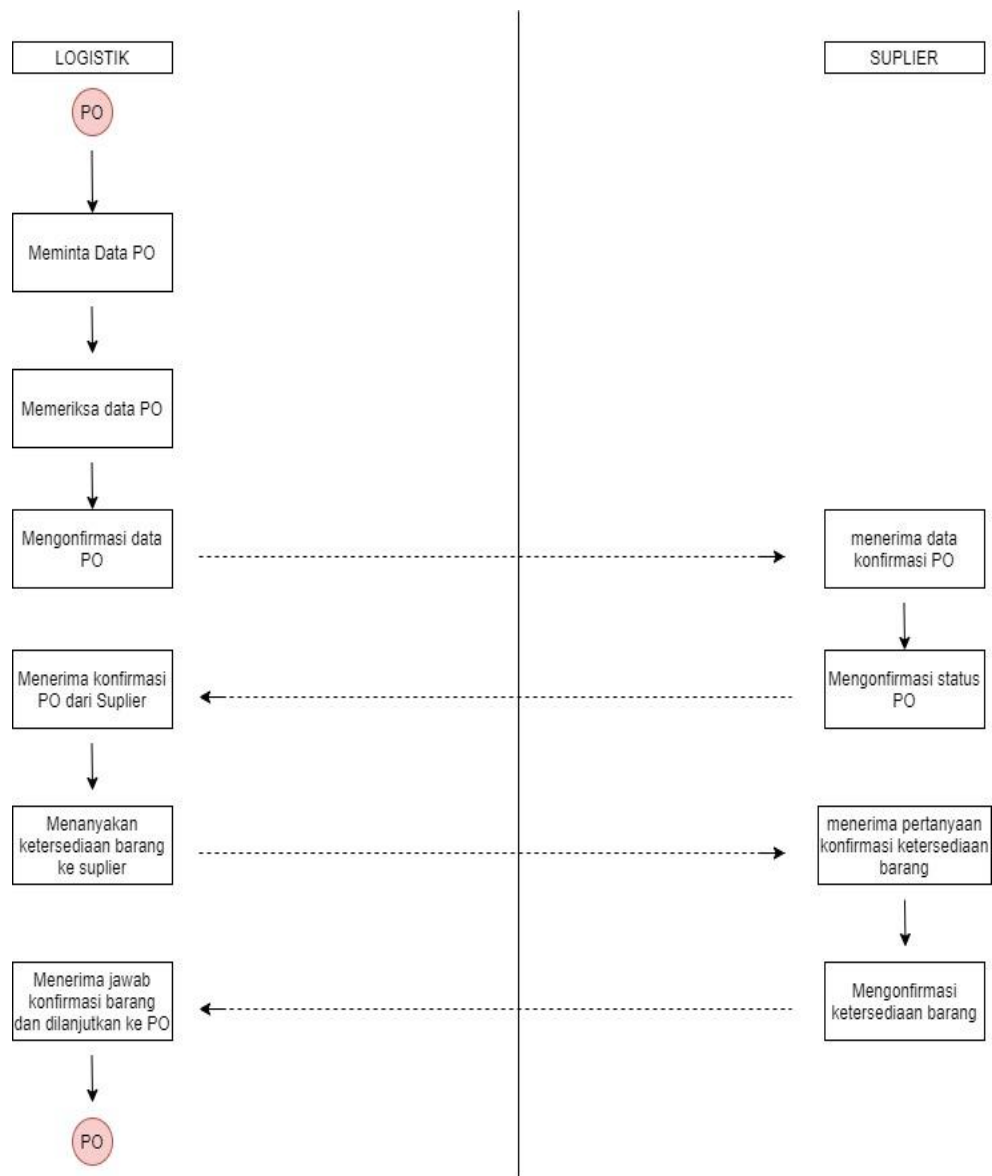 LOGISTIK
SUPLIER
PO
Meminta Data PO
Memeriksa data PO
Mengonfirmasi data
PO
menerima data
konfirmasi PO
Menerima konfirmasi
PO dari Suplier
Mengonfirmasi status
PO
Menanyakan
ketersediaan barang
ke suplier
menerima pertanyaan
konfirmasi ketersediaan
barang
Menerima jawab
konfirmasi barang
dan dilanjutkan ke PO
Mengonfirmasi
ketersediaan barang
PO